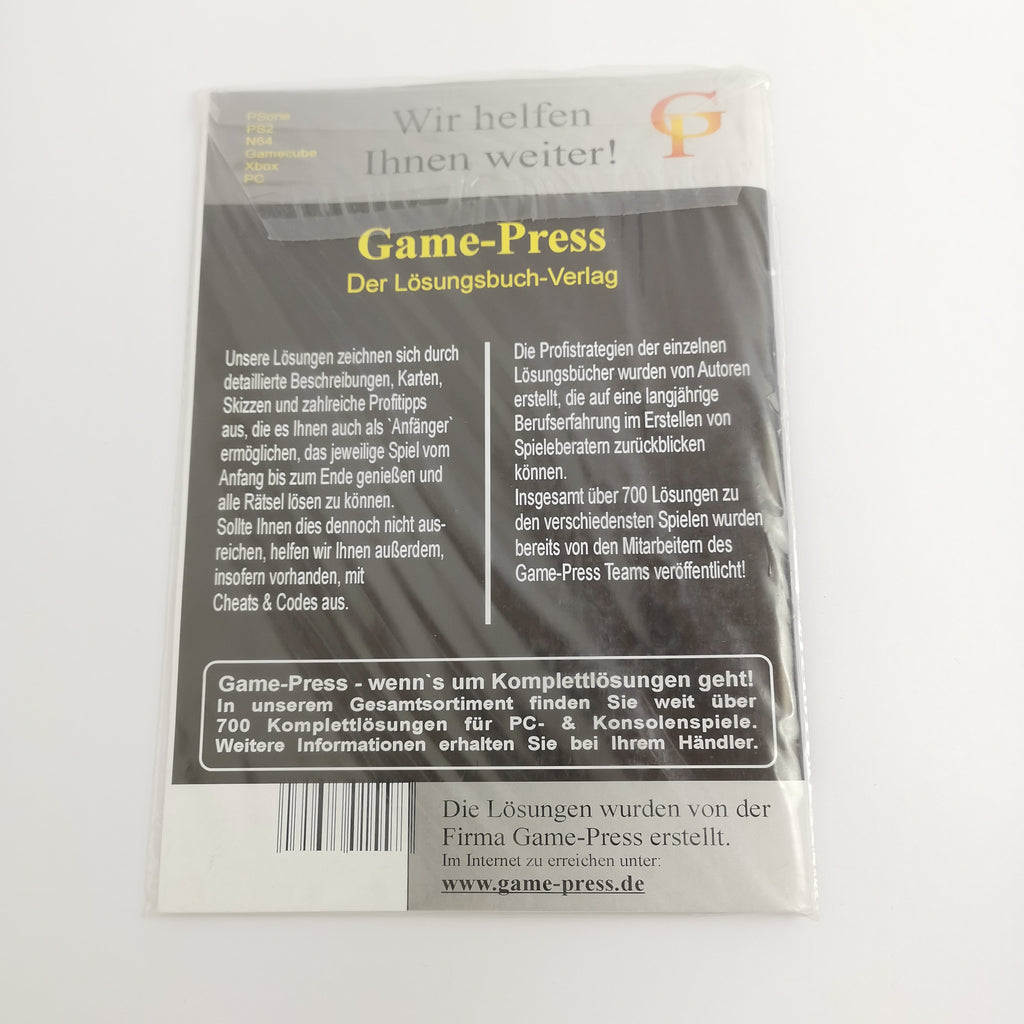 PSone
PS2
N64
Gamecube
Xbox
PC
Wir helfen
Ihnen weiter!
GP
Game-Press
Der Lösungsbuch-Verlag
Unsere Lösungen zeichnen sich durch
detaillierte Beschreibungen, Karten,
Skizzen und zahlreiche Profitipps
aus, die es Ihnen auch als `Anfänger`
ermöglichen, das jeweilige Spiel vom
Anfang bis zum Ende genießen und
alle Rätsel lösen zu können.
Sollte Ihnen dies dennoch nicht aus-
reichen, helfen wir Ihnen außerdem,
insofern vorhanden, mit
Cheats & Codes aus.
Die Profistrategien der einzelnen
Lösungsbücher wurden von Autoren
erstellt, die auf eine langjährige
Berufserfahrung im Erstellen von
Spieleberatern zurückblicken
können.
Insgesamt über 700 Lösungen zu
den verschiedensten Spielen wurden
bereits von den Mitarbeitern des
Game-Press Teams veröffentlicht!
Game-Press - wenn`s um Komplettlösungen geht!
In unserem Gesamtsortiment finden Sie weit über
700 Komplettlösungen für PC- & Konsolenspiele.
Weitere Informationen erhalten Sie bei Ihrem Händler.
Die Lösungen wurden von der
Firma Game-Press erstellt.
Im Internet zu erreichen unter:
www.game-press.de